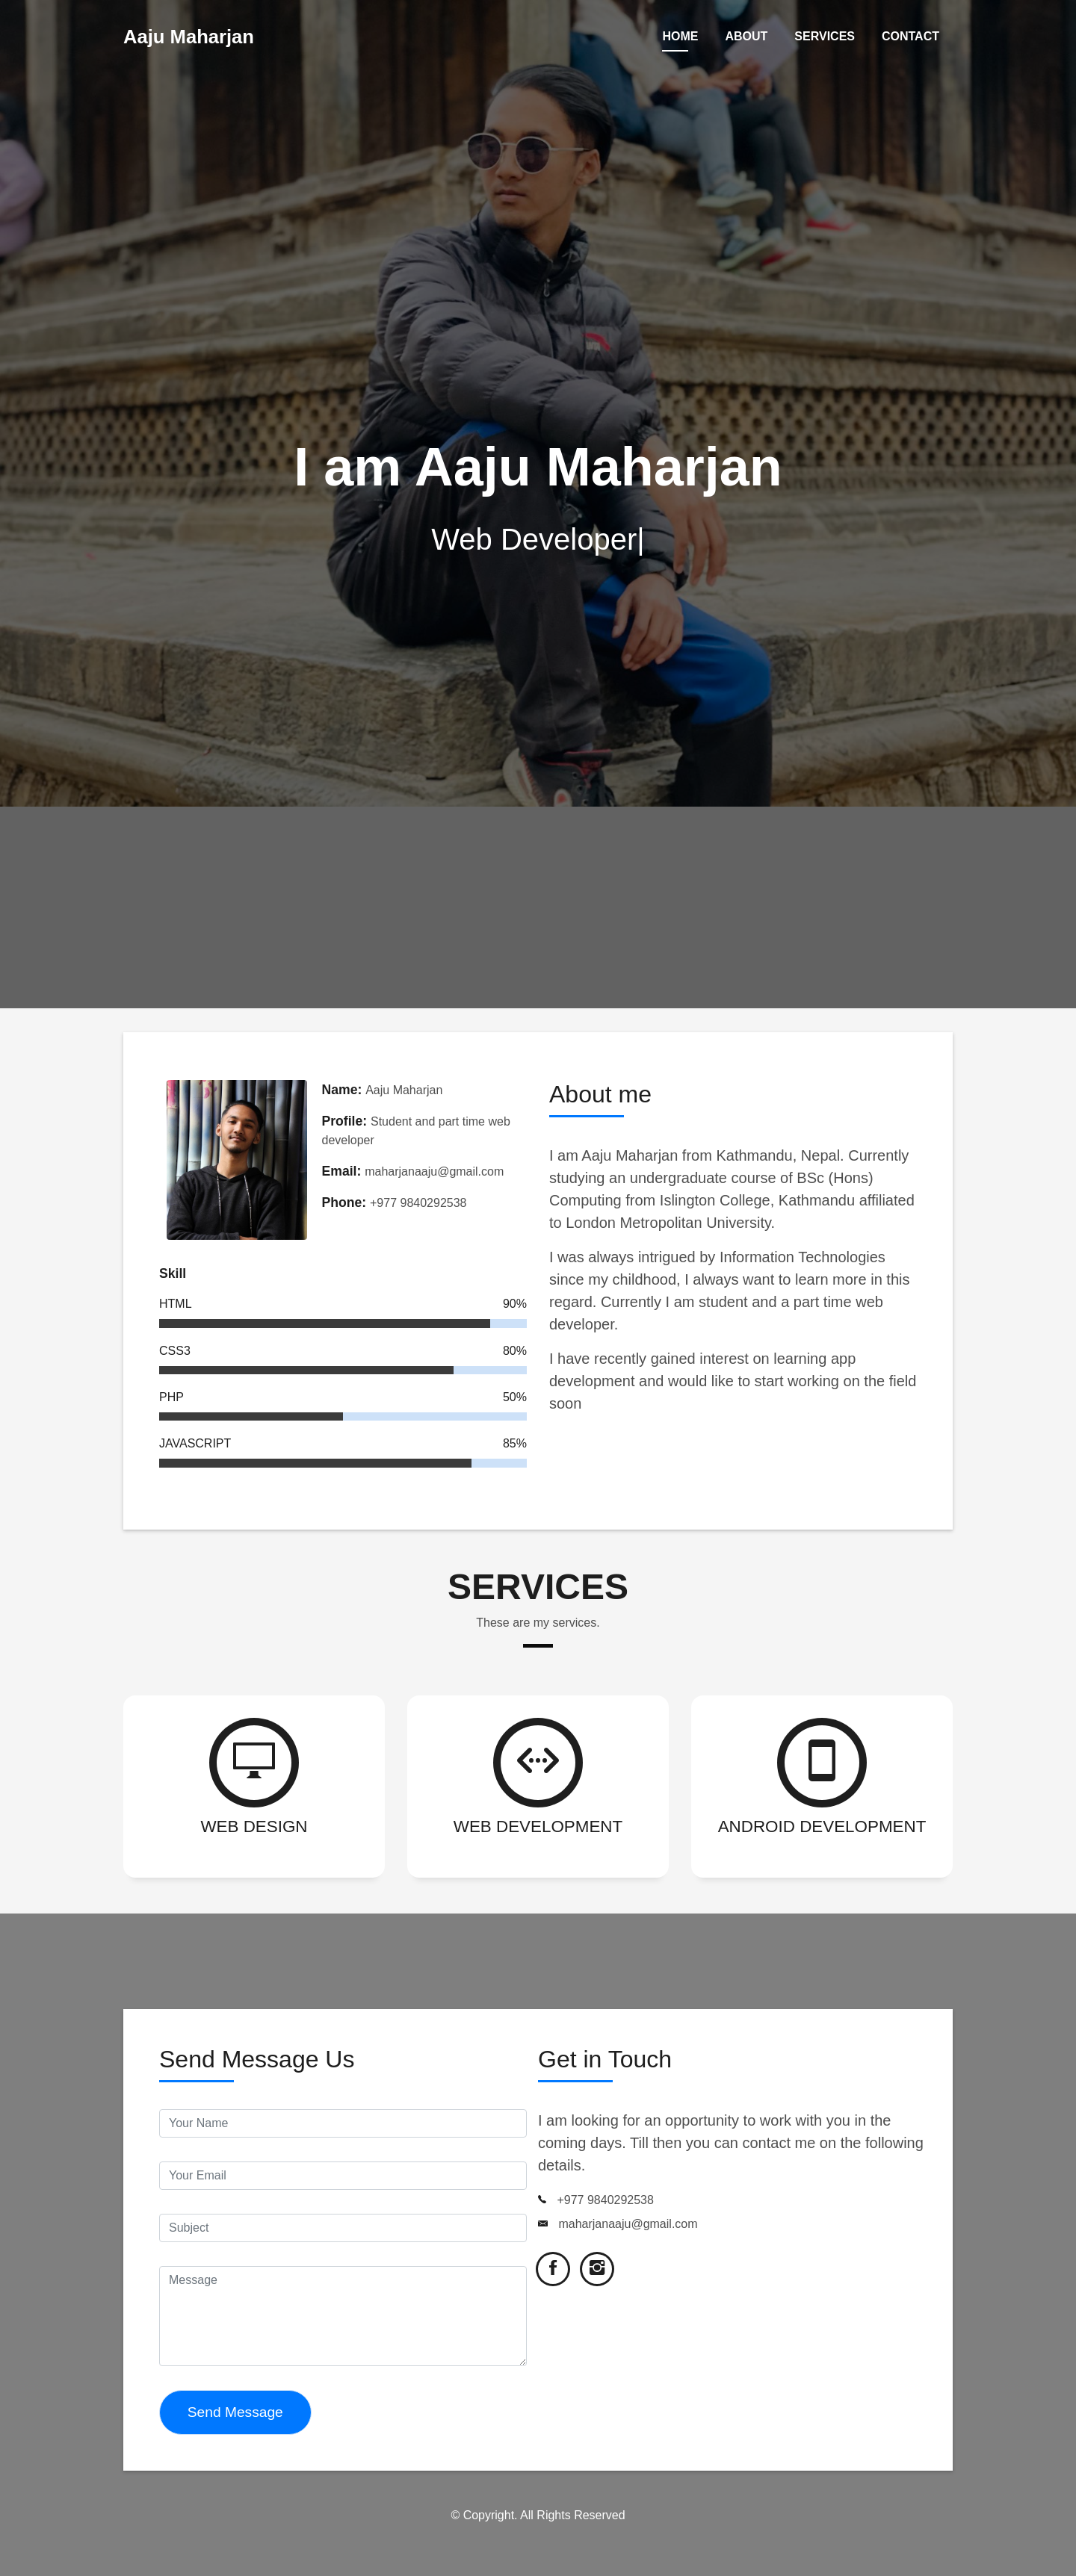 Aaju Maharjan
HOME ABOUT SERVICES CONTACT
I am Aaju Maharjan
Web Developer|
Name: Aaju Maharjan
Profile: Student and part time web
developer
Email: maharjanaaju@gmail.com
Phone: +977 9840292538
Skill
HTML 90%
CSS3 80%
PHP 50%
JAVASCRIPT 85%
About me
I am Aaju Maharjan from Kathmandu, Nepal. Currently
studying an undergraduate course of BSc (Hons)
Computing from Islington College, Kathmandu affiliated
to London Metropolitan University.
I was always intrigued by Information Technologies
since my childhood, I always want to learn more in this
regard. Currently I am student and a part time web
developer.
I have recently gained interest on learning app
development and would like to start working on the field
soon
SERVICES
These are my services.
WEB DESIGN
WEB DEVELOPMENT
ANDROID DEVELOPMENT
Send Message Us
Your Name
Your Email
Subject
Message
Send Message
Get in Touch
I am looking for an opportunity to work with you in the
coming days. Till then you can contact me on the following
details.
+977 9840292538
maharjanaaju@gmail.com
© Copyright. All Rights Reserved